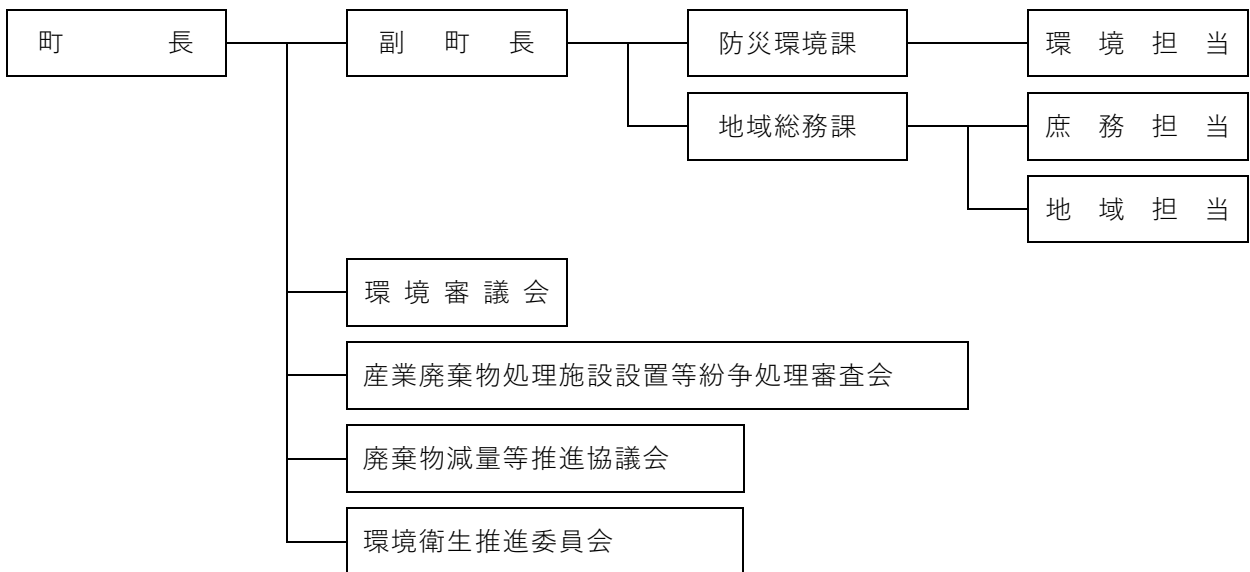 町長
副町長
防災環境課
環境担当
地域総務課
庶務担当
地域担当
環境審議会
産業廃棄物処理施設設置等紛争処理審査会
廃棄物減量等推進協議会
環境衛生推進委員会